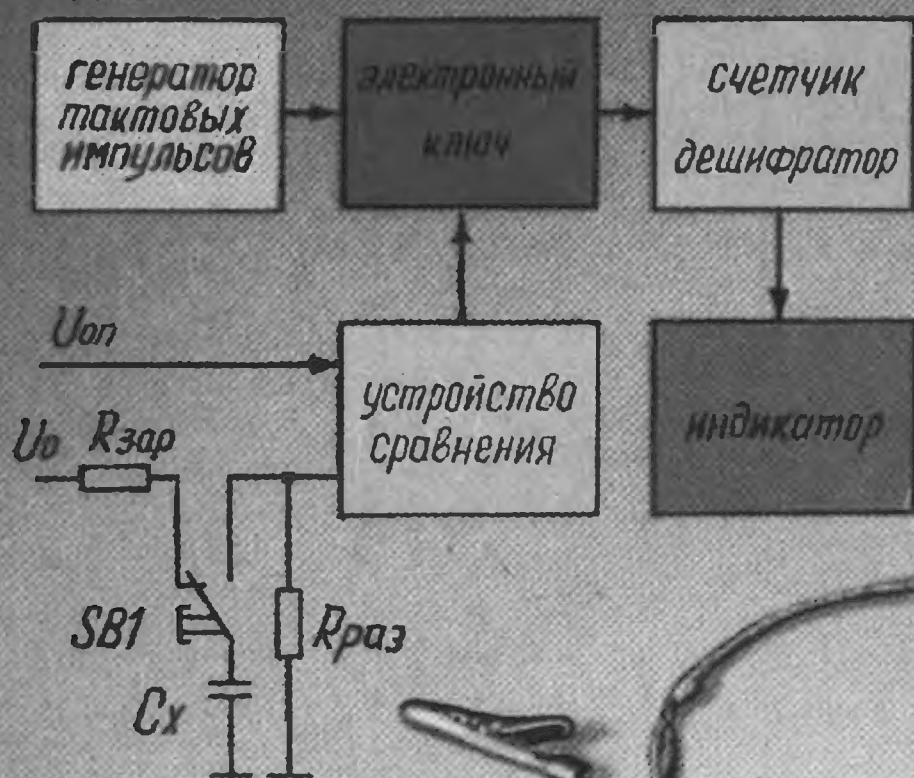 генератор
тактовых
импульсов
электронный
ключ
счетчик
дешифратор
Uоп
устройство
сравнения
индикатор
Uо Rзар
SB1
Rраз
Cx